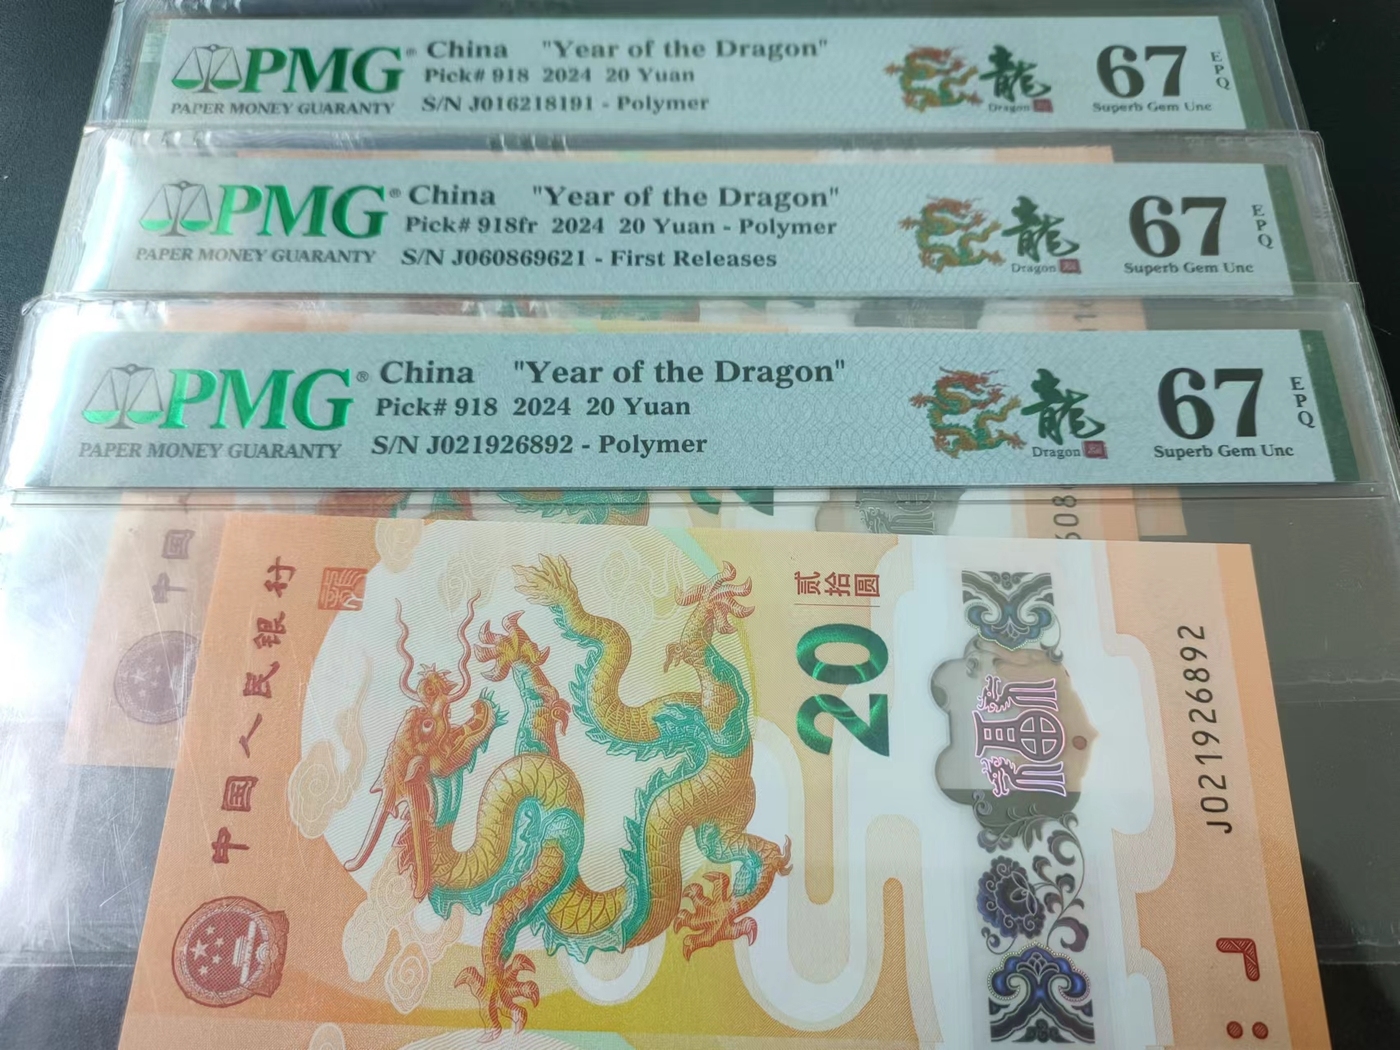 PMG® China "Year of the Dragon"
Pick# 918 2024 20 Yuan
PAPER MONEY GUARANTY S/N J016218191 - Polymer
龍
Dragon
67
Superb Gem Unc
EPQ
PMG® China "Year of the Dragon"
Pick# 918fr 2024 20 Yuan - Polymer
PAPER MONEY GUARANTY S/N J060869621 - First Releases
龍
Dragon
67
Superb Gem Unc
EPQ
PMG® China "Year of the Dragon"
Pick# 918 2024 20 Yuan
PAPER MONEY GUARANTY S/N J021926892 - Polymer
龍
Dragon
67
Superb Gem Unc
EPQ
中国
中国人民银行
贰拾圆
20
J021926892